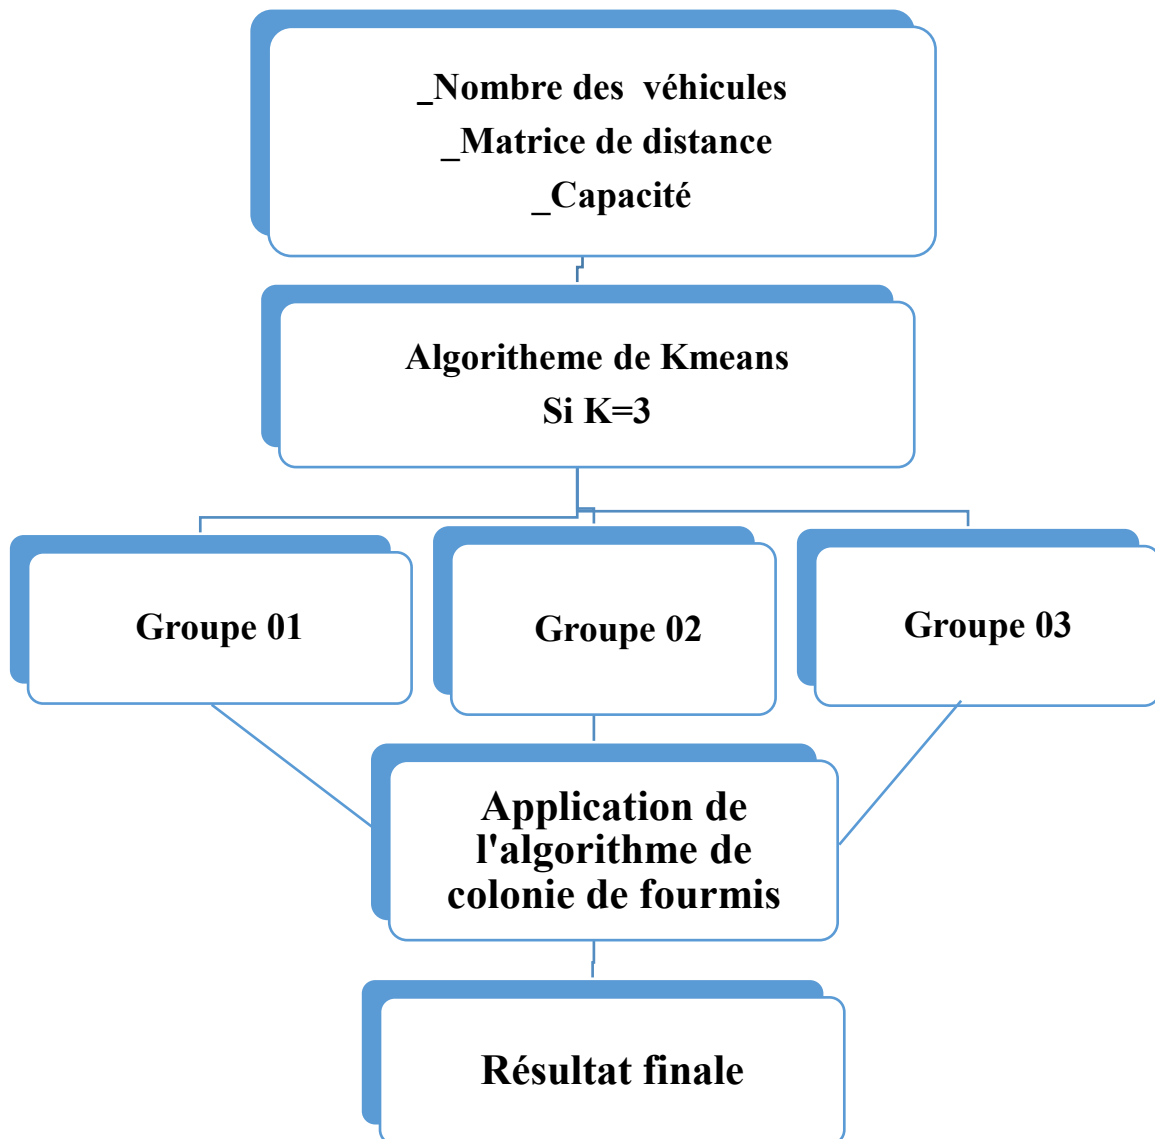 _Nombre des  véhicules
_Matrice de distance
_Capacité
Algoritheme de Kmeans
Si K=3
Groupe 01
Groupe 02
Groupe 03
Application de
l'algorithme de
colonie de fourmis
Résultat finale